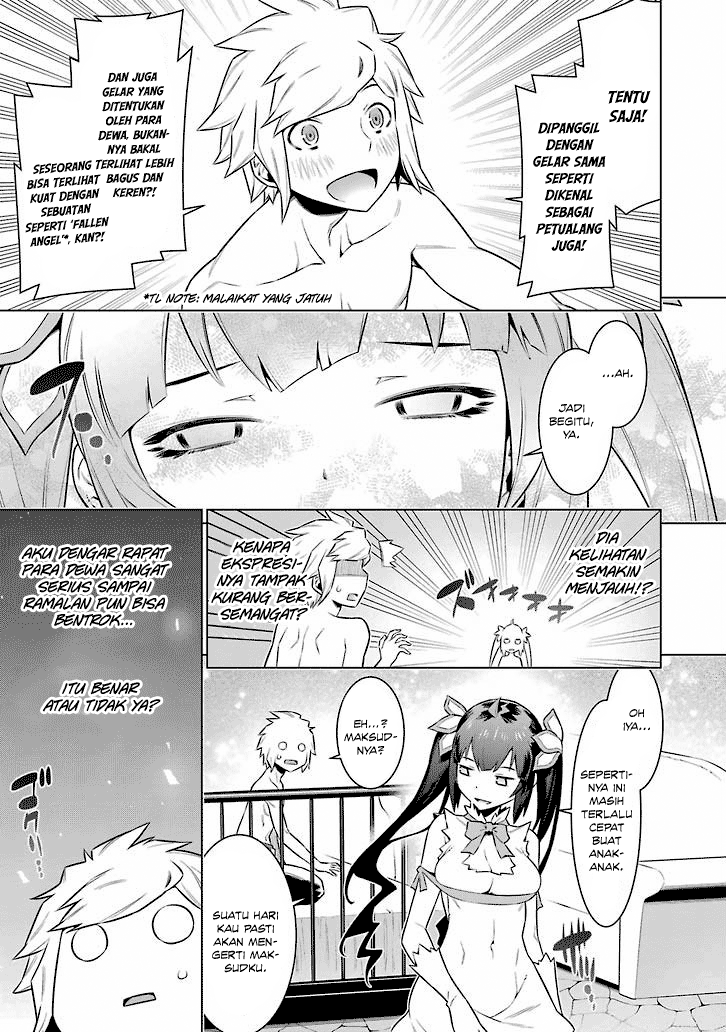 TENTU
SAJA!
DIPANGGIL
DENGAN
GELAR SAMA
SEPERTI
DIKENAL
SEBAGAI
PETUALANG
JUGA!
DAN JUGA
GELAR YANG
DITENTUKAN
OLEH PARA
DEWA, BUKAN-
NYA BAKAL
SESEORANG TERLIHAT LEBIH
BISA TERLIHAT BAGUS DAN
KUAT DENGAN KEREN?!
SEBUATAN
SEPERTI 'FALLEN
ANGEL'*, KAN?!
*TL NOTE: MALAIKAT YANG JATUH
...AH.
JADI
BEGITU,
YA.
DIA
KELIHATAN
SEMAKIN
MENJAUH!?
KENAPA
EKSPRESI-
NYA TAMPAK
KURANG BER-
SEMANGAT?
AKU DENGAR RAPAT
PARA DEWA SANGAT
SERIUS SAMPAI
RAMALAN PUN BISA
BENTROK...
ITU BENAR
ATAU TIDAK YA?
OH
IYA...
SEPERTI-
NYA INI
MASIH
TERLALU
CEPAT
BUAT
ANAK-
ANAK.
EH...?
MAKSUD-
NYA?
SUATU HARI
KAU PASTI
AKAN MEN-
GERTI MAK-
SUDKU.